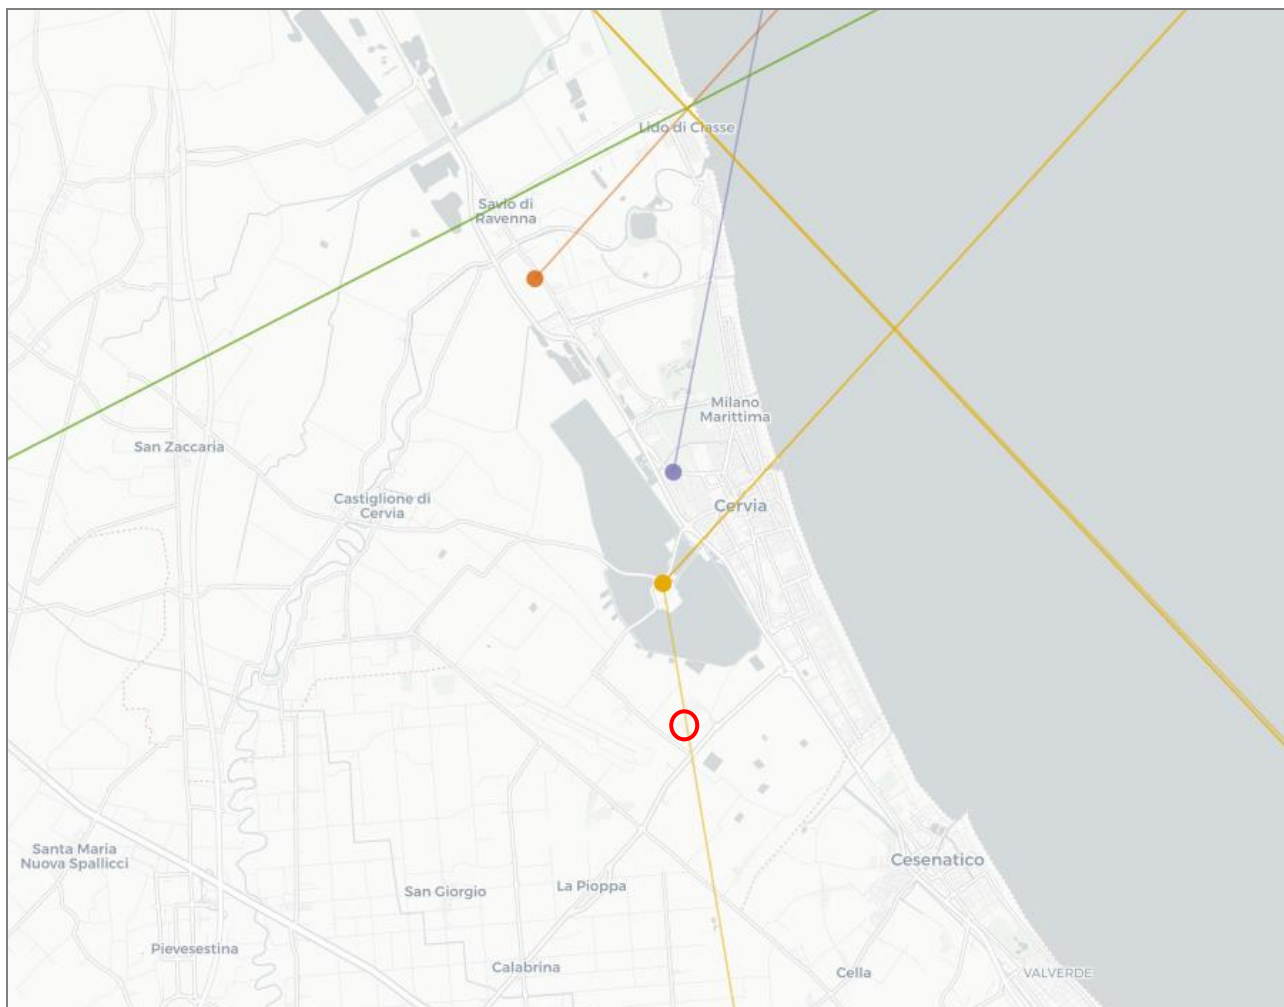 Lido di Classe
Savio di
Ravenna
Milano
Marittima
San Zaccaria
Castiglione di
Cervia
Cervia
Santa Maria
Nuova Spallicci
Cesenatico
San Giorgio
La Pioppa
Pievesestina
Calabrina
Cella
VALVERDE